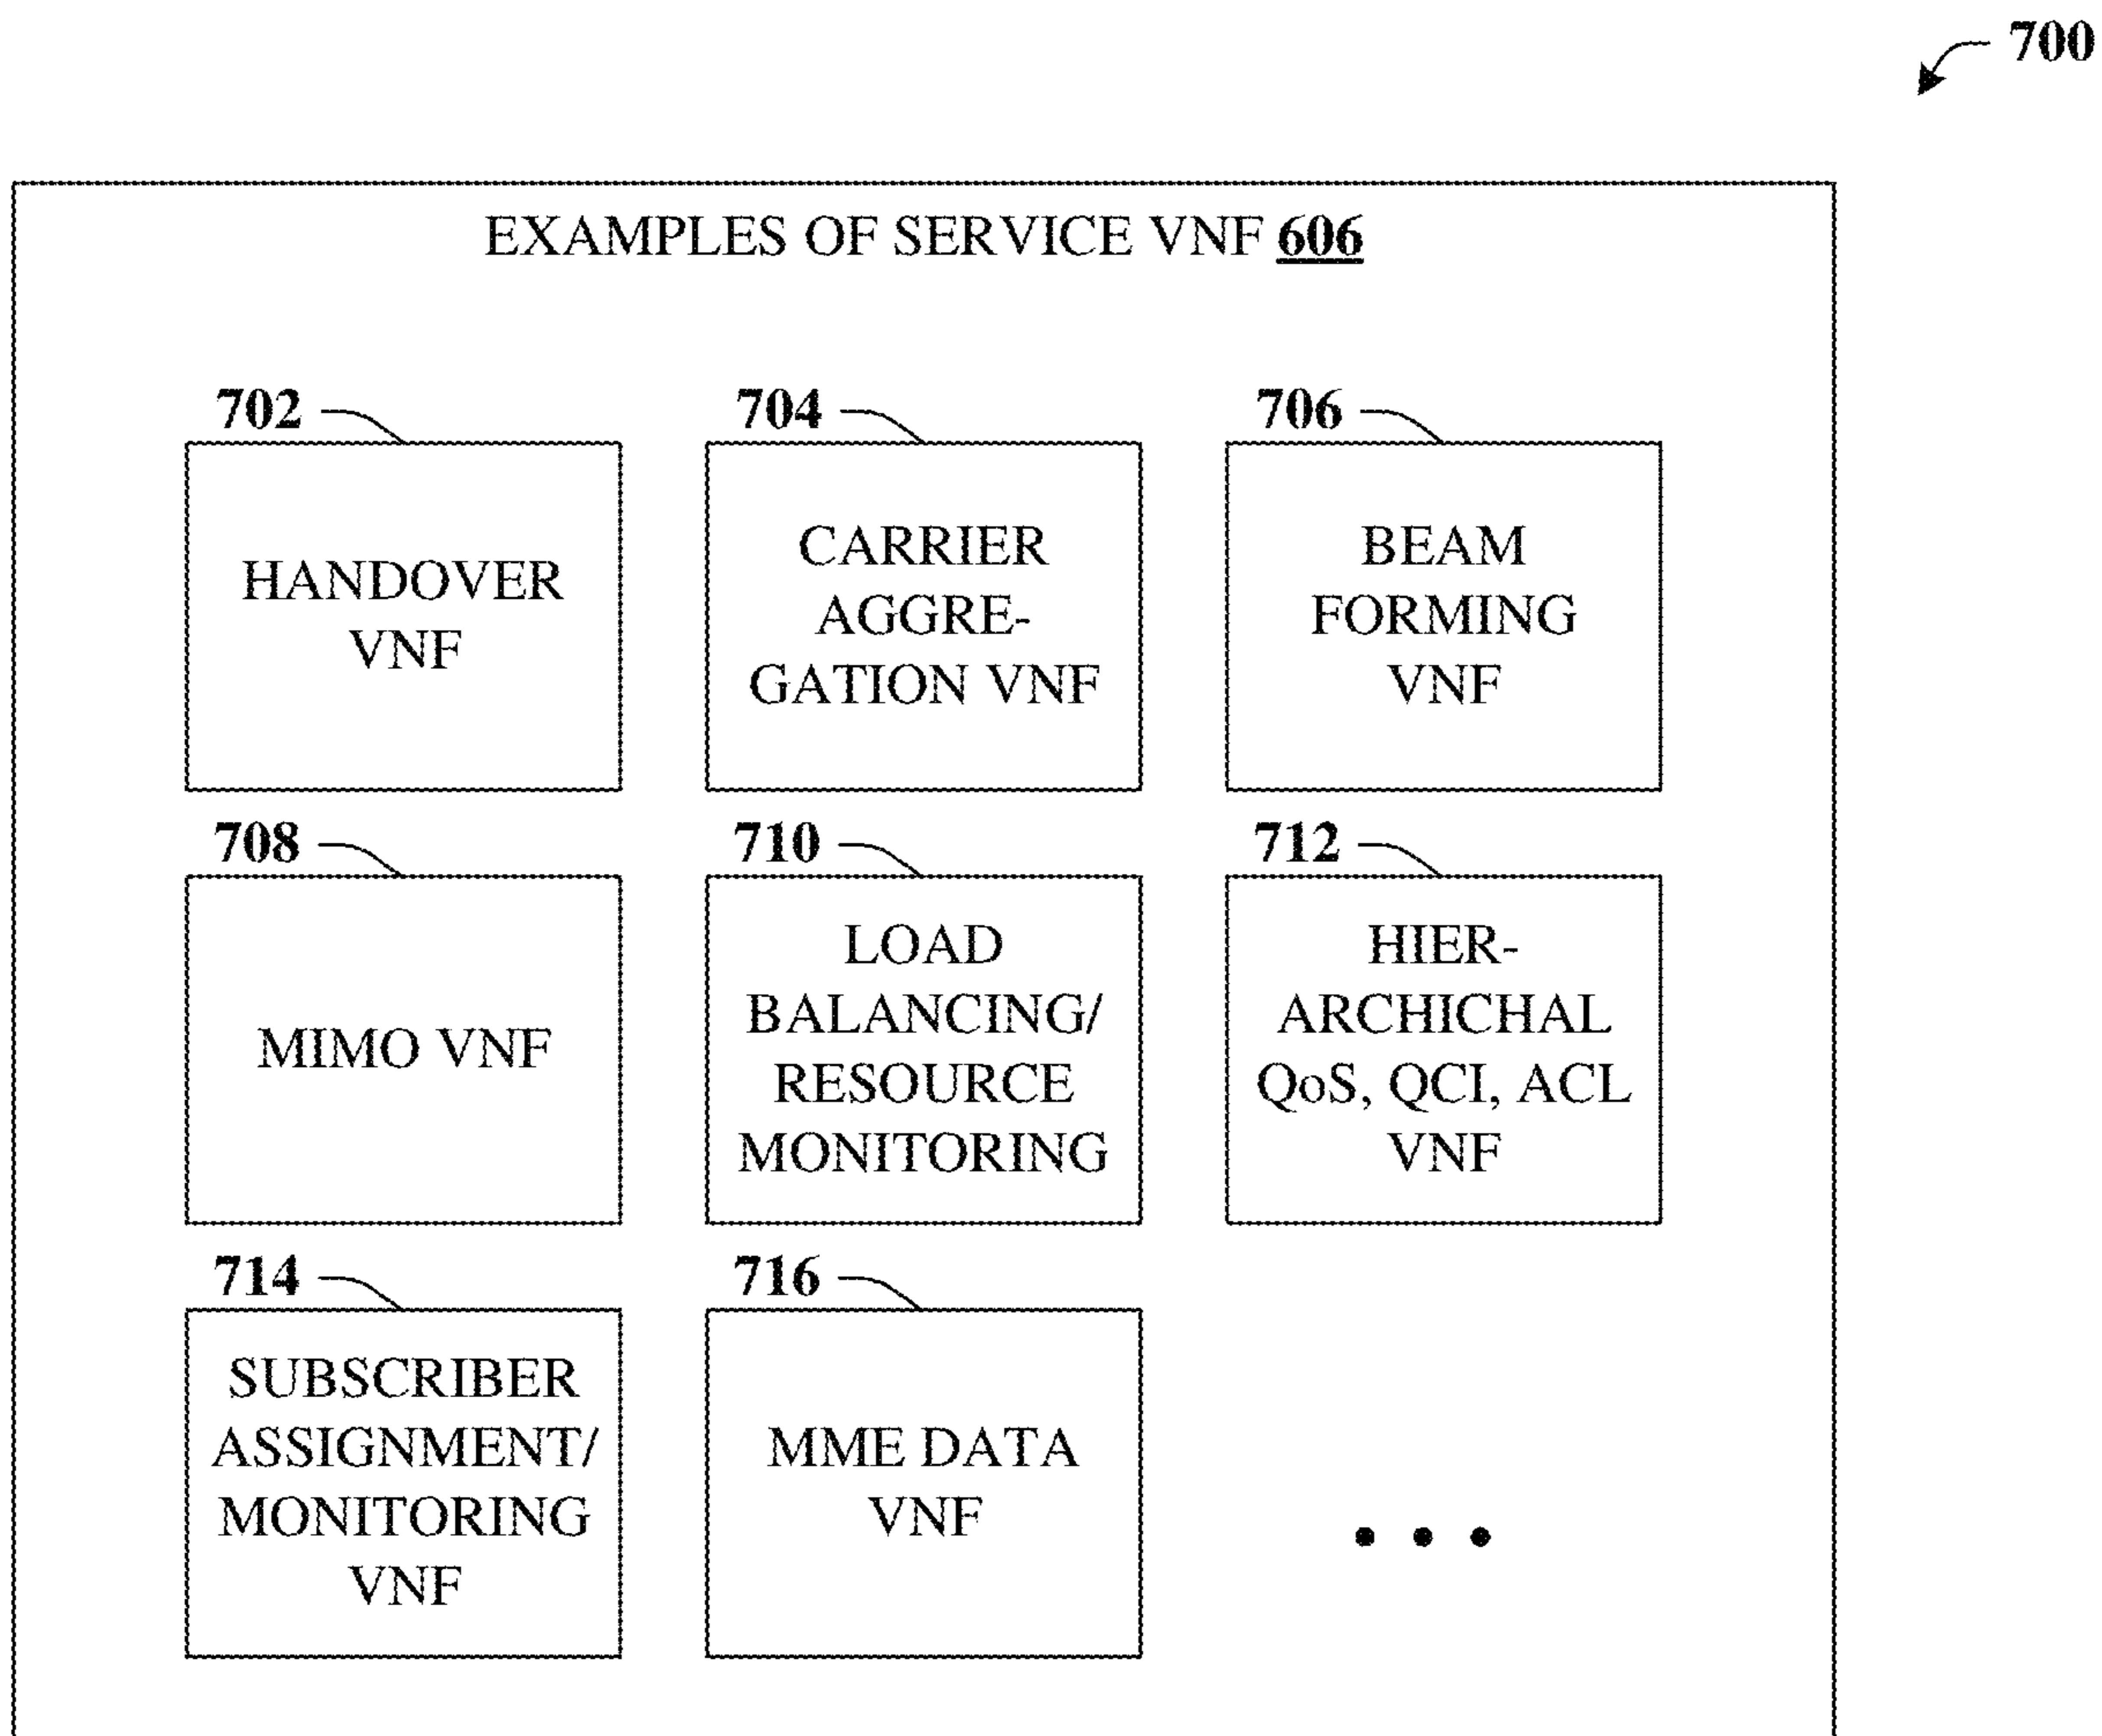 700
EXAMPLES OF SERVICE VNF 606
702
HANDOVER
VNF
704
CARRIER
AGGRE-
GATION VNF
706
BEAM
FORMING
VNF
708
MIMO VNF
710
LOAD
BALANCING/
RESOURCE
MONITORING
712
HIER-
ARCHICHAL
QoS, QCI, ACL
VNF
714
SUBSCRIBER
ASSIGNMENT/
MONITORING
VNF
716
MME DATA
VNF
• • •